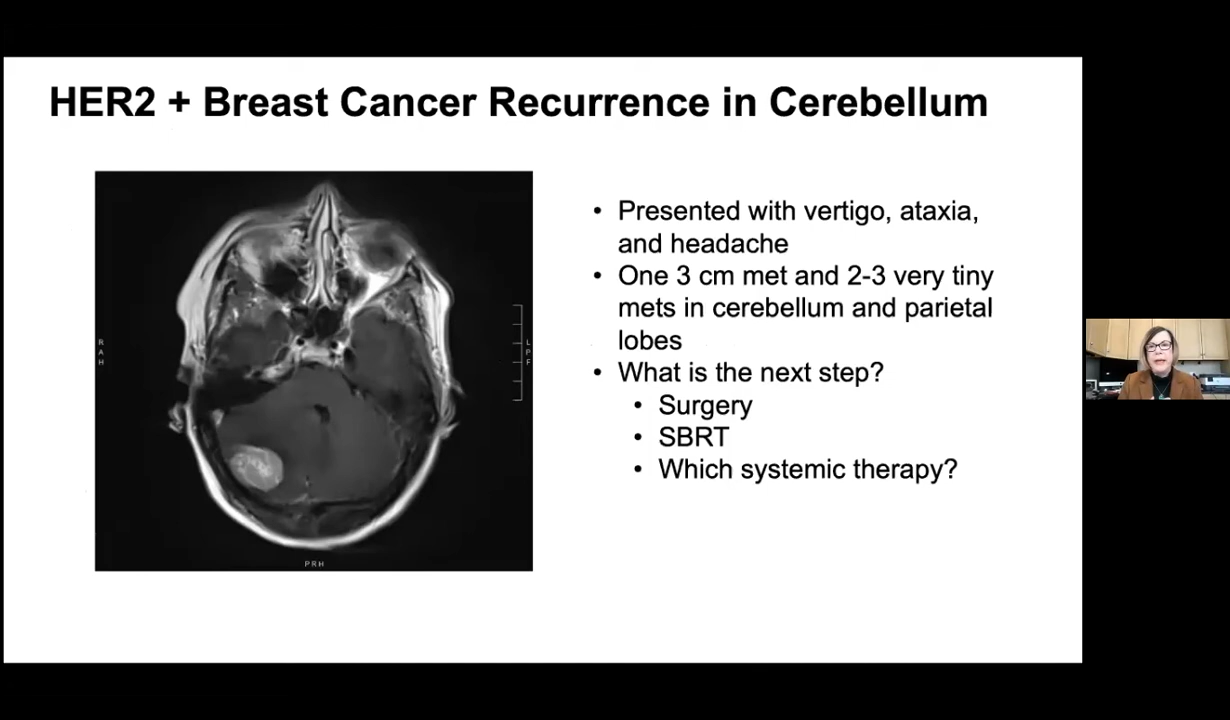 HER2 + Breast Cancer Recurrence in Cerebellum
• Presented with vertigo, ataxia,
and headache
• One 3 cm met and 2-3 very tiny
mets in cerebellum and parietal
lobes
• What is the next step?
• Surgery
• SBRT
• Which systemic therapy?
R
A
H
L
P
F
PRH